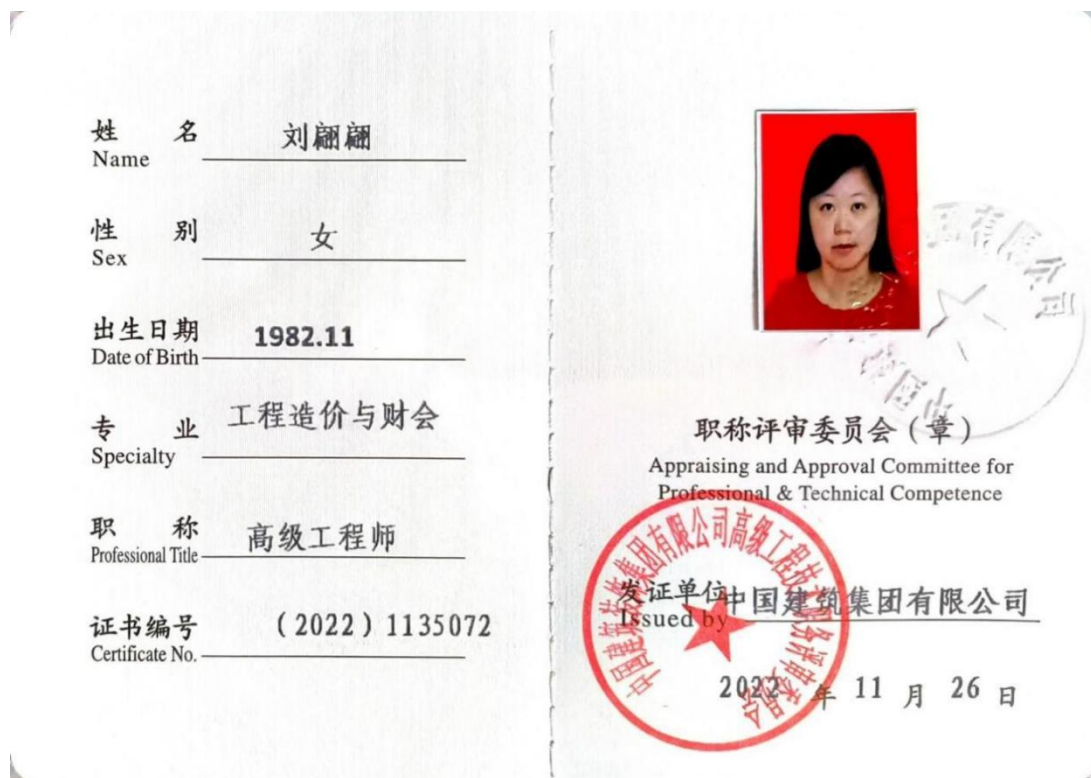 姓 名 刘翩翩
Name
性 别 女
Sex
出生日期 1982.11
Date of Birth
专 业 工程造价与财会
Specialty
职 称 高级工程师
Professional Title
证书编号 (2022)1135072
Certificate No.
职称评审委员会(章)
Appraising and Approval Committee for
Professional & Technical Competence
发证单位 中国建筑集团有限公司
Issued by
2022 年 11 月 26 日